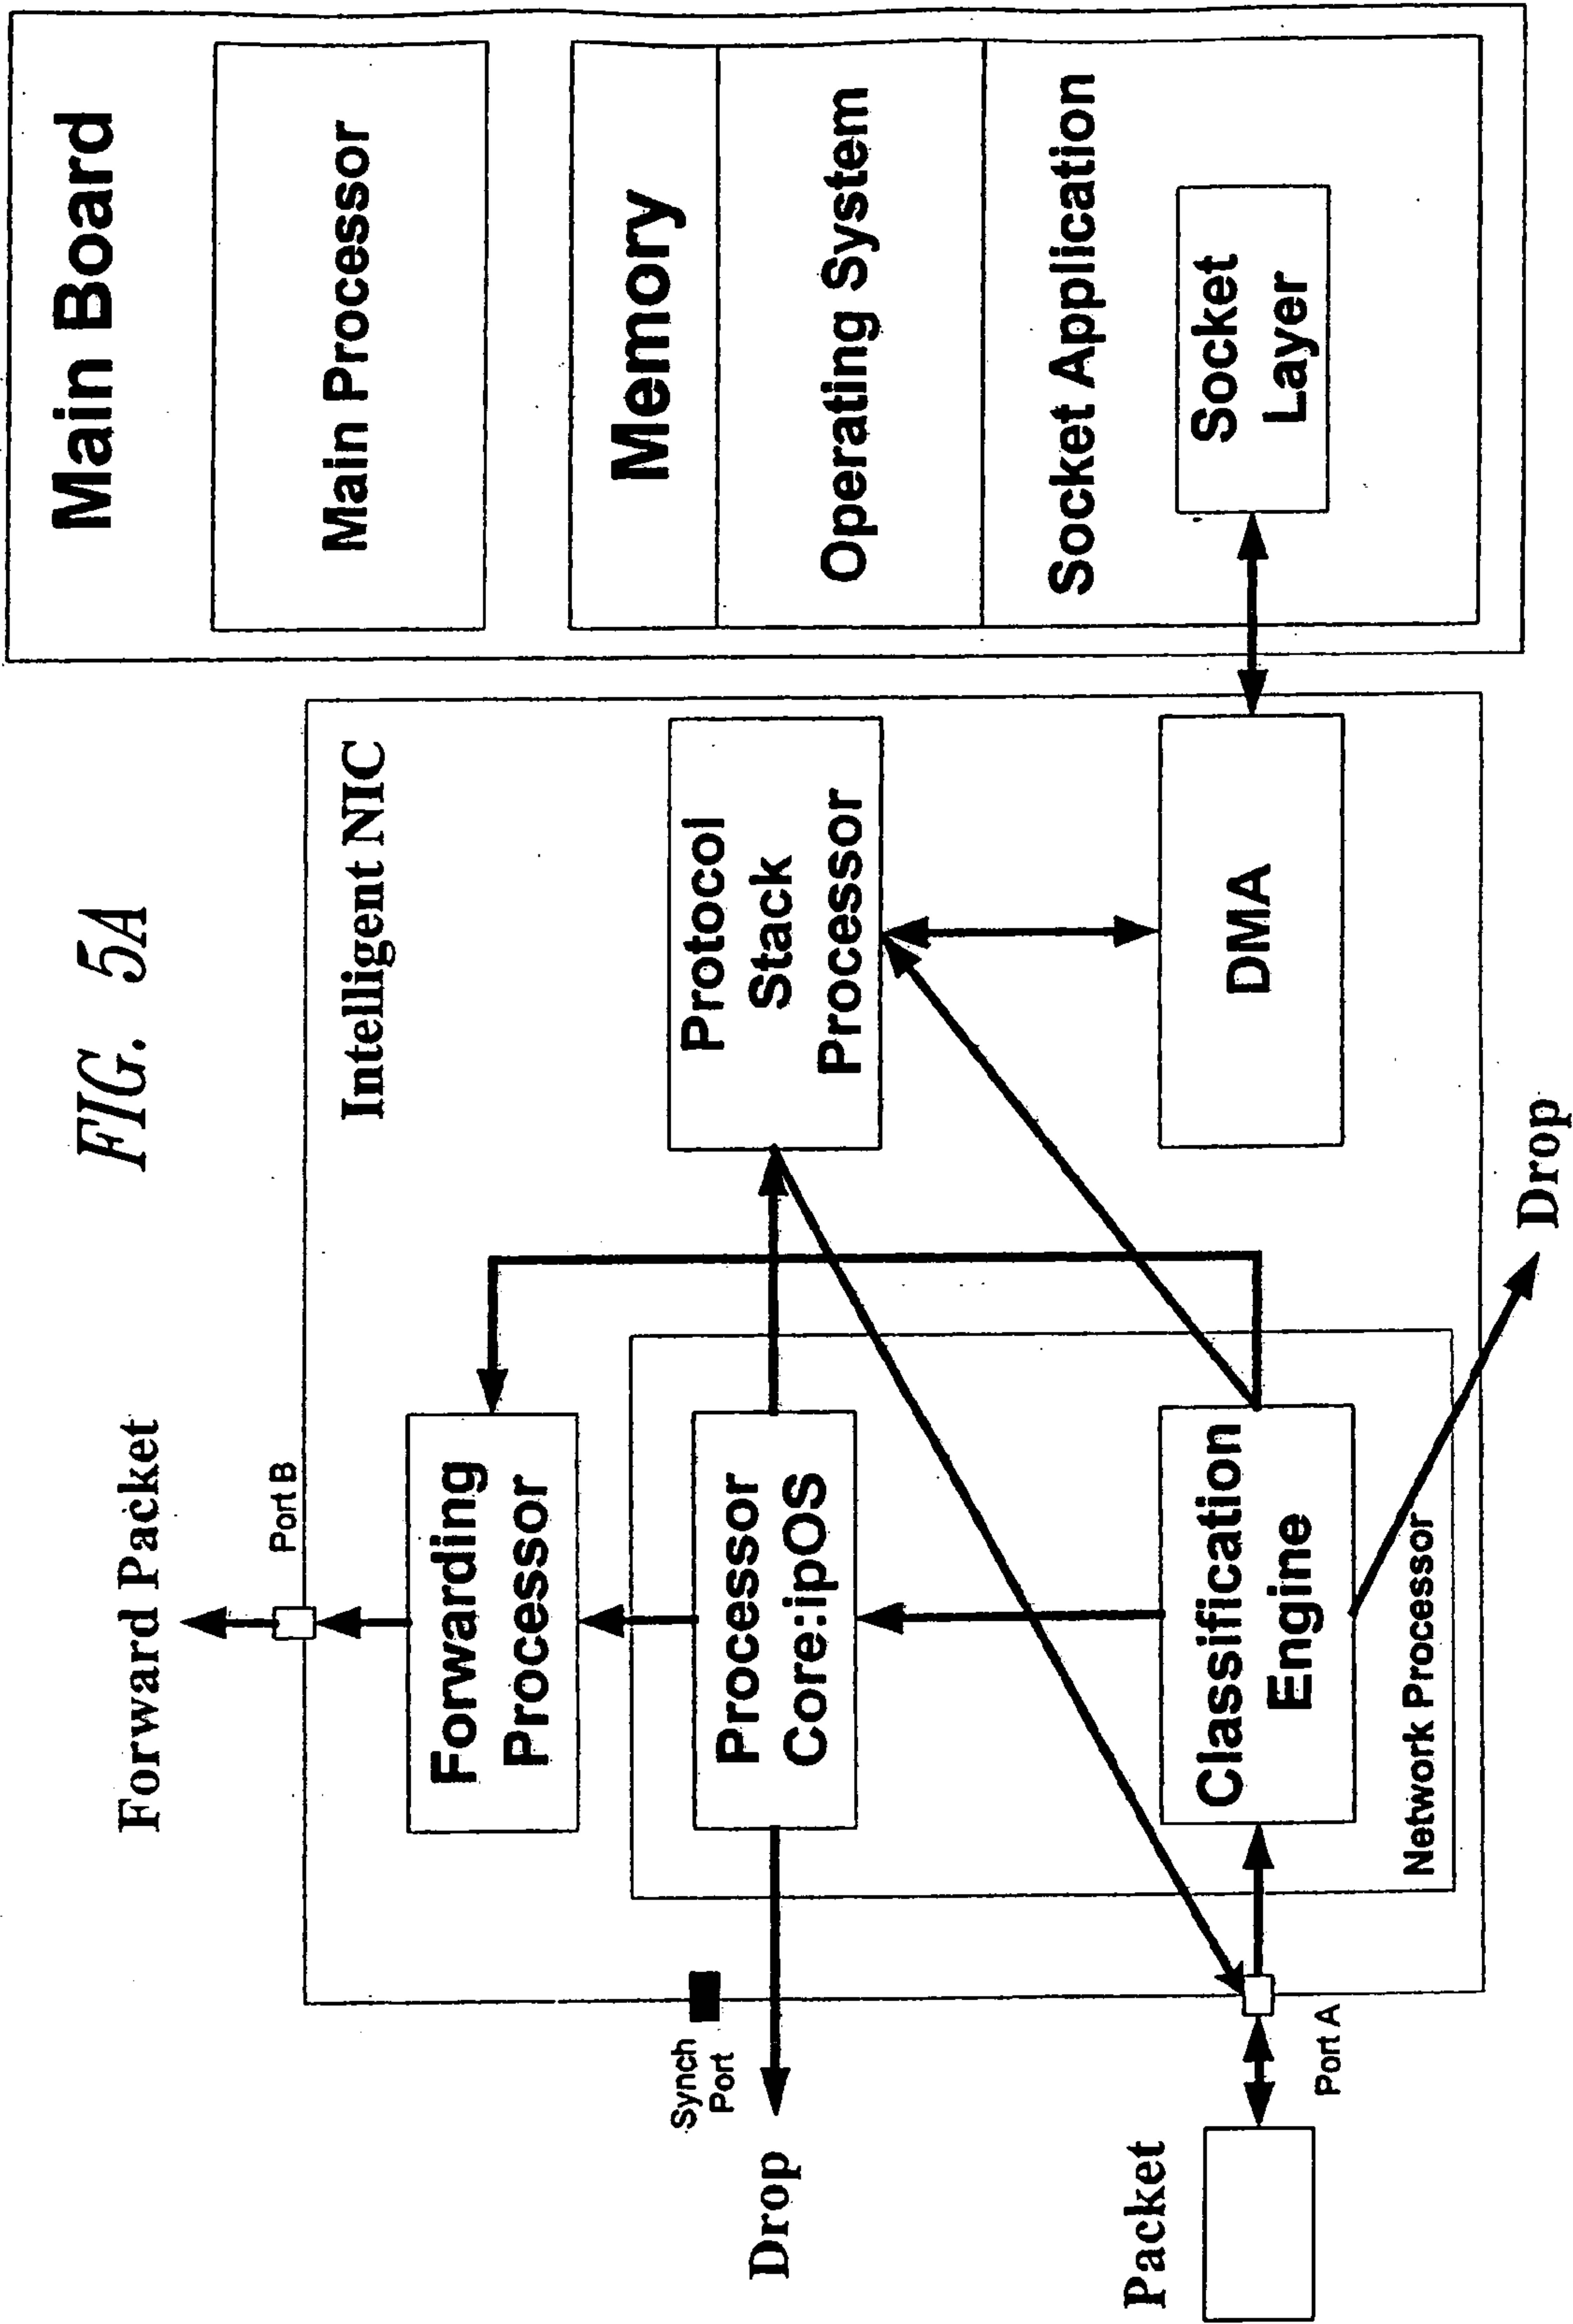 FIG. 5A
Main Board
Main Processor
Memory
Operating System
Socket Application
Socket
Layer
Intelligent NIC
Protocol
Stack
Processor
DMA
Forward Packet
Port B
Forwarding
Processor
Processor
Core:ipOS
Classification
Engine
Network Processor
Synch
Port
Drop
Packet
Port A
Drop